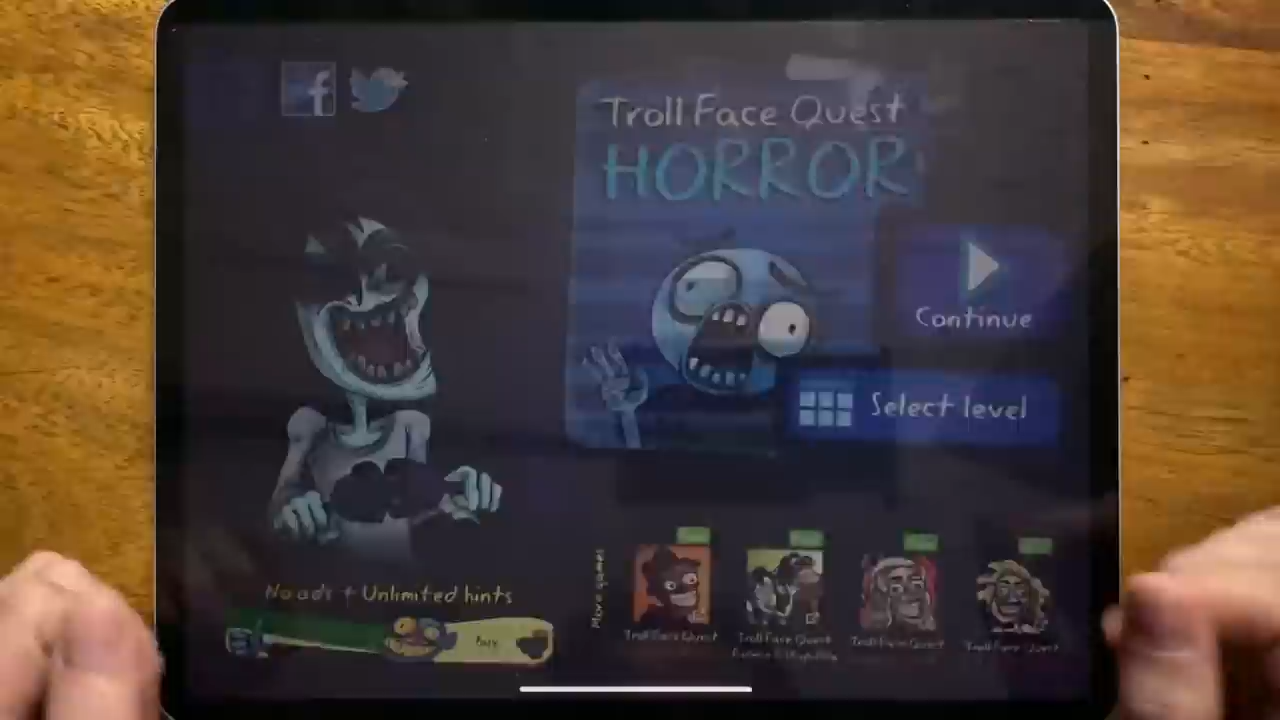 f
Troll Face Quest
HORROR
Continue
Select level
No ads + Unlimited hints
Buy
More games
Troll Face Quest
Troll Face Quest
Troll Face Quest
Troll Face Quest